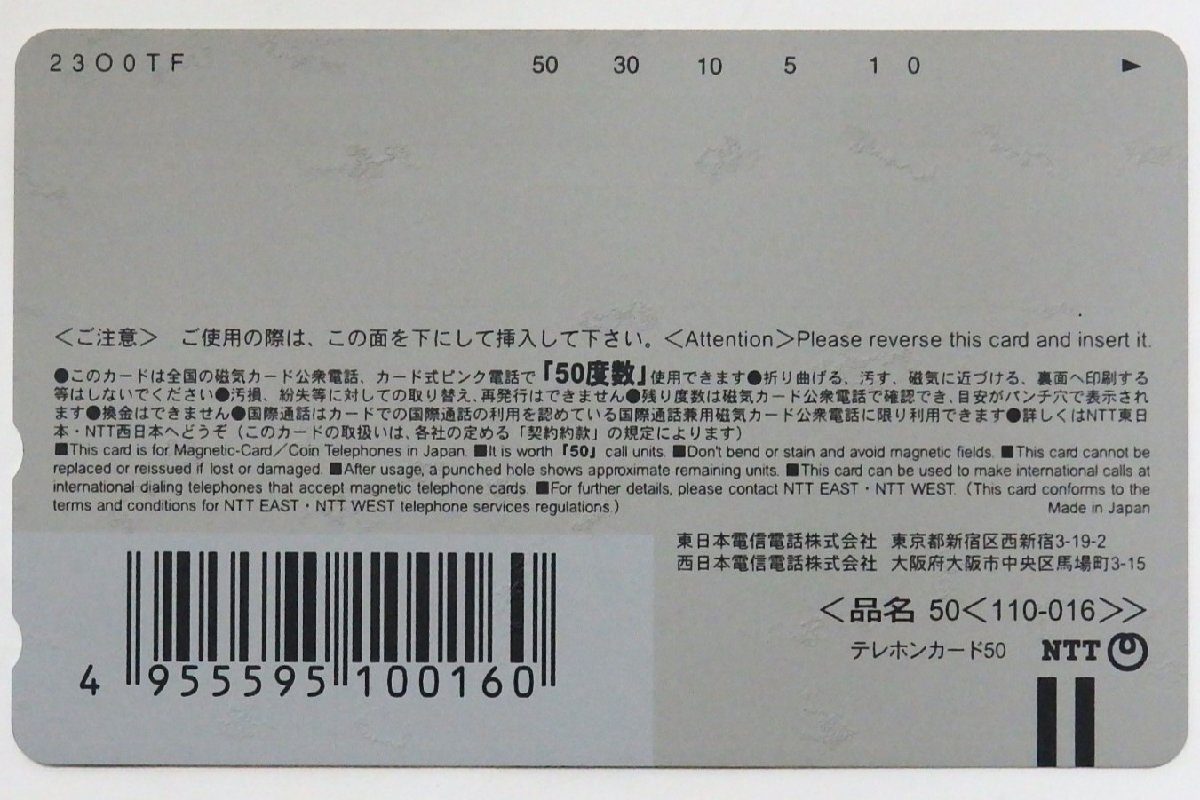 2300TF 50 30 10 5 1 0 ▶
＜ご注意＞ ご使用の際は、この面を下にして挿入して下さい。＜Attention＞Please reverse this card and insert it.
●このカードは全国の磁気カード公衆電話、カード式ピンク電話で『50度数』使用できます●折り曲げる、汚す、磁気に近づける、裏面へ印刷する
等はしないでください●汚損、紛失等に対しての取り替え、再発行はできません●残り度数は磁気カード公衆電話で確認でき、目安がパンチ穴で表示され
ます●換金はできません●国際通話はカードでの国際通話の利用を認めている国際通話兼用磁気カード公衆電話に限り利用できます●詳しくはNTT東日
本・NTT西日本へどうぞ（このカードの取扱いは、各社の定める「契約約款」の規定によります）
■This card is for Magnetic-Card／Coin Telephones in Japan. ■It is worth『50』call units. ■Don't bend or stain and avoid magnetic fields. ■This card cannot be
replaced or reissued if lost or damaged. ■After usage, a punched hole shows approximate remaining units. ■This card can be used to make international calls at
international dialing telephones that accept magnetic telephone cards. ■For further details, please contact NTT EAST・NTT WEST. (This card conforms to the
terms and conditions for NTT EAST・NTT WEST telephone services regulations.) Made in Japan
東日本電信電話株式会社 東京都新宿区西新宿3-19-2
西日本電信電話株式会社 大阪府大阪市中央区馬場町3-15
＜品名 50＜110-016＞＞
テレホンカード50 NTT
4 955595 100160